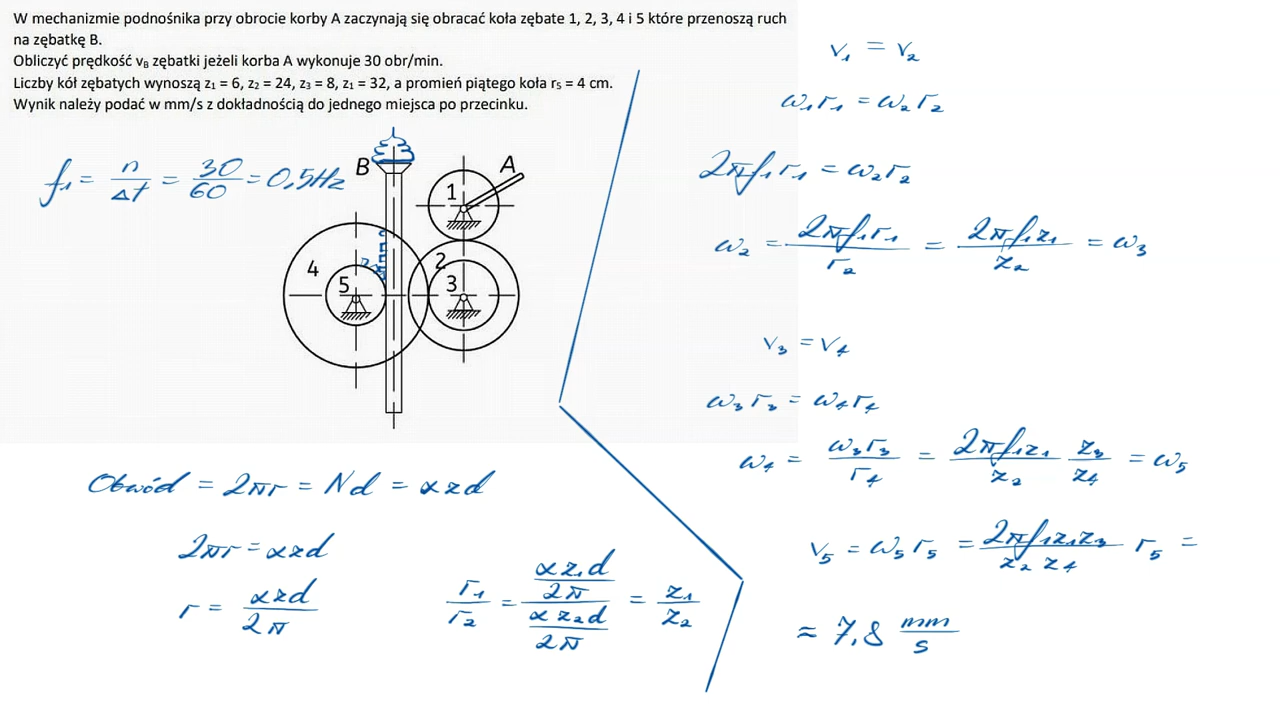 W mechanizmie podnośnika przy obrocie korby A zaczynają się obracać koła zębate 1, 2, 3, 4 i 5 które przenoszą ruch
na zębatkę B.
Obliczyć prędkość vB zębatki jeżeli korba A wykonuje 30 obr/min.
Liczby kół zębatych wynoszą z₁ = 6, z₂ = 24, z₃ = 8, z₁ = 32, a promień piątego koła r₅ = 4 cm.
Wynik należy podać w mm/s z dokładnością do jednego miejsca po przecinku.
f₁ = n/Δt = 30/60 = 0,5Hz
B
A
1
4
2
5
3
Obwód = 2πr = Nd = αzd
2πr = αzd
r = αzd/2π
r₁/r₂ = (αz₁d/2π)/(αz₂d/2π) = z₁/z₂
v₁ = v₂
ω₁r₁ = ω₂r₂
2πf₁r₁ = ω₂r₂
ω₂ = 2πf₁r₁/r₂ = 2πf₁z₁/z₂ = ω₃
v₃ = v₄
ω₃r₃ = ω₄r₄
ω₄ = ω₃r₃/r₄ = 2πf₁z₁/z₂ z₃/z₄ = ω₅
v₅ = ω₅r₅ = 2πf₁z₁z₃/z₂z₄ r₅ =
≈ 7,8 mm/s